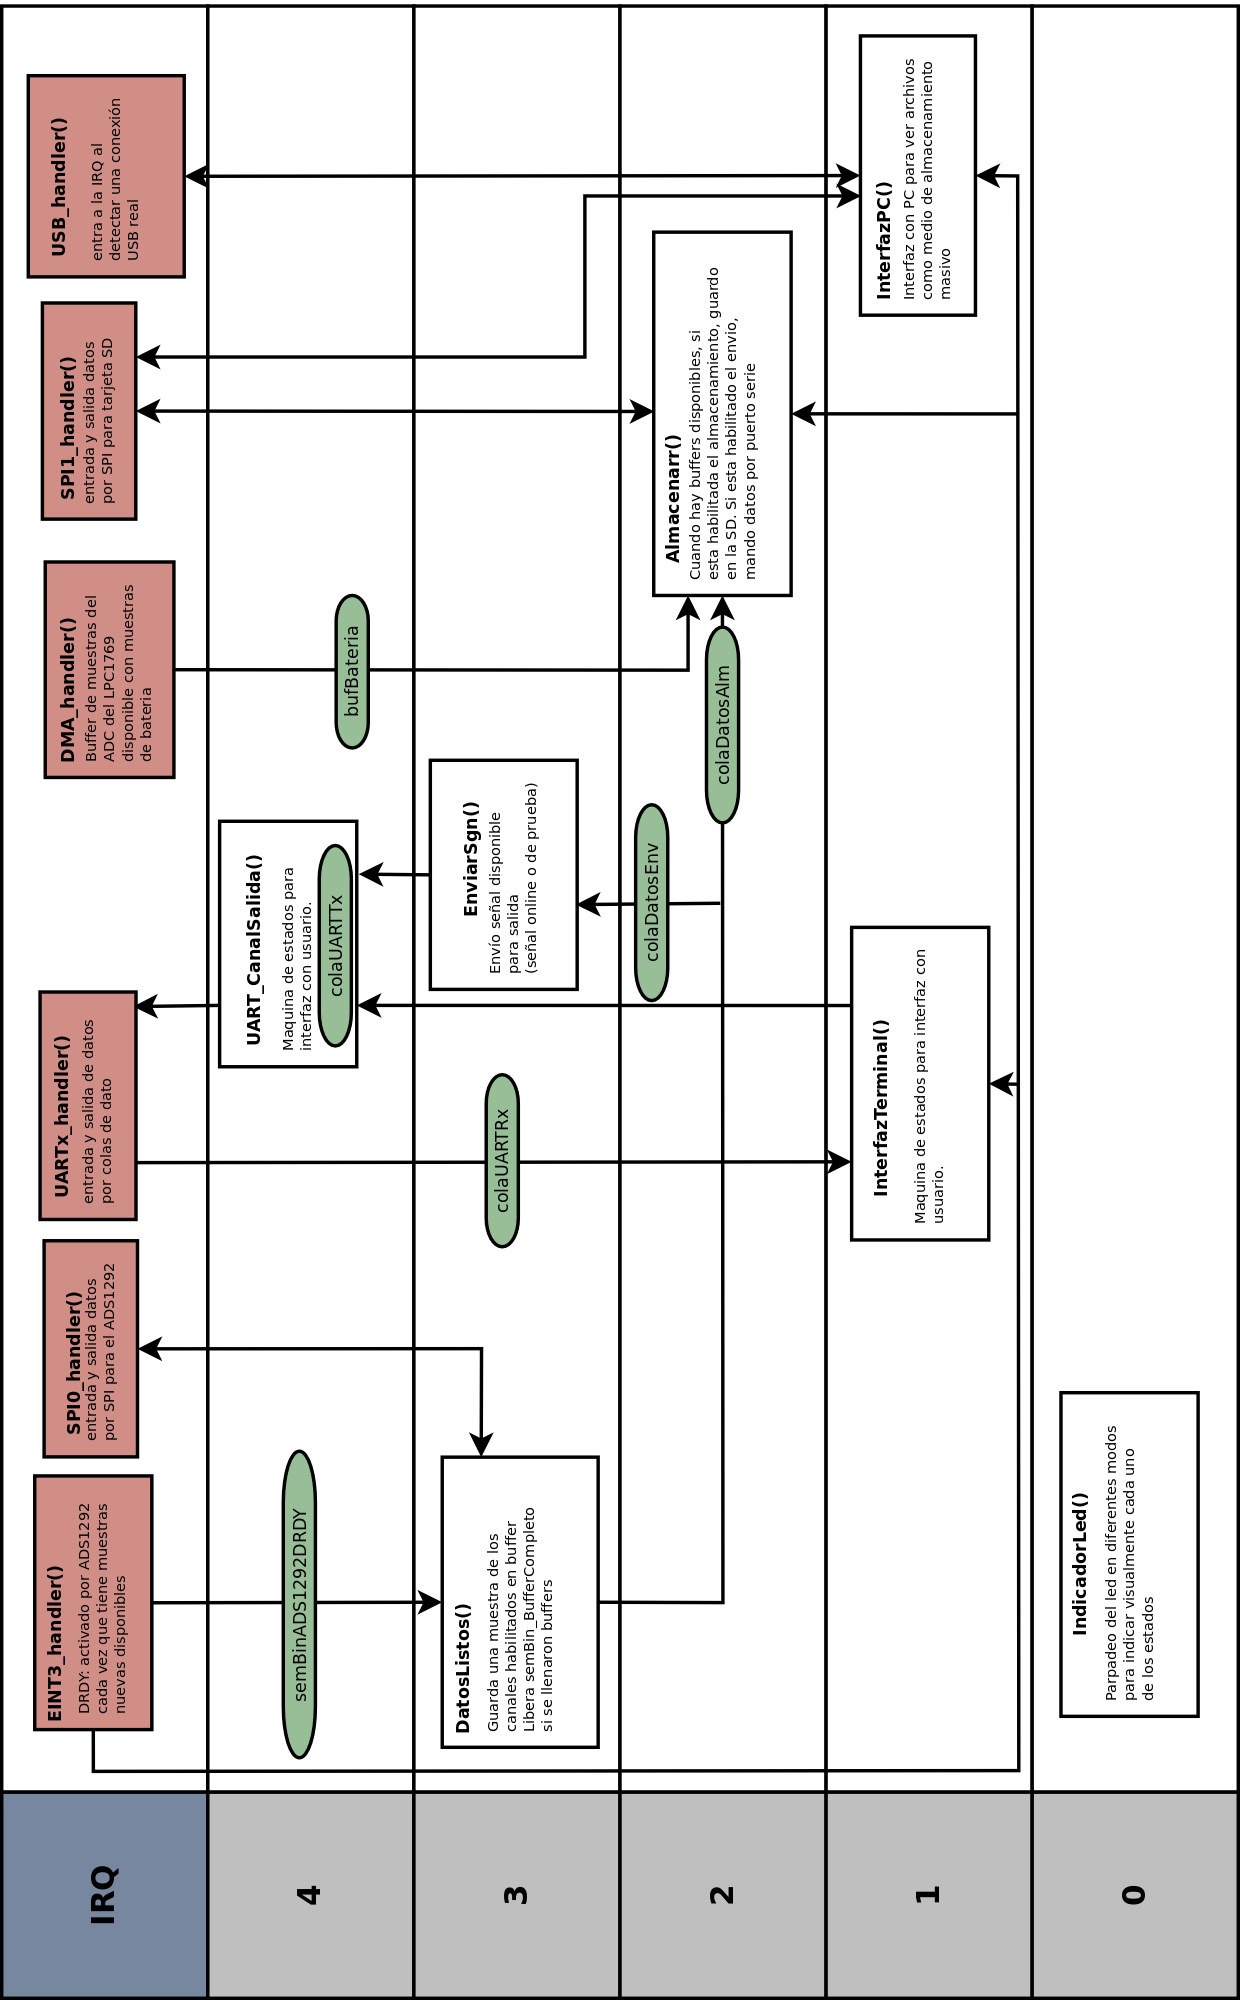 IRQ
EINT3_handler()
DRDY: activado por ADS1292
cada vez que tiene muestras
nuevas disponibles
SPI0_handler()
entrada y salida datos
por SPI para el ADS1292
UARTx_handler()
entrada y salida de datos
por colas de dato
DMA_handler()
Buffer de muestras del
ADC del LPC1769
disponible con muestras
de bateria
SPI1_handler()
entrada y salida datos
por SPI para tarjeta SD
USB_handler()
entra a la IRQ al
detectar una conexión
USB real
4
semBinADS1292DRDY
UART_CanalSalida()
Maquina de estados para
interfaz con usuario.
colaUARTTx
bufBateria
3
DatosListos()
Guarda una muestra de los
canales habilitados en buffer
Libera semBin_BufferCompleto
si se llenaron buffers
colaUARTRx
EnviarSgn()
Envío señal disponible
para salida
(señal online o de prueba)
2
colaDatosEnv
colaDatosAlm
Almacenarr()
Cuando hay buffers disponibles, si
esta habilitada el almacenamiento, guardo
en la SD. Si esta habilitado el envio,
mando datos por puerto serie
1
InterfazTerminal()
Maquina de estados para interfaz con
usuario.
InterfazPC()
Interfaz con PC para ver archivos
como medio de almacenamiento
masivo
0
IndicadorLed()
Parpadeo del led en diferentes modos
para indicar visualmente cada uno
de los estados